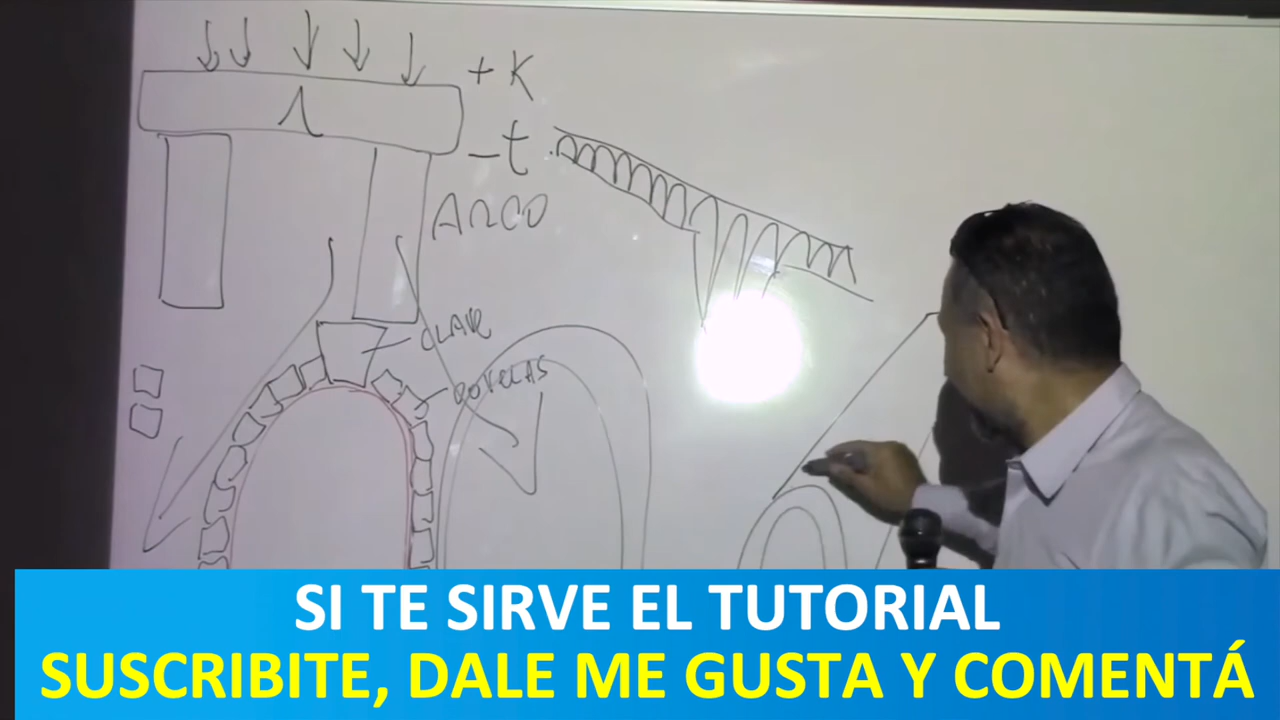 + K
- t
ARCO
CLAVE
DOVELAS
SI TE SIRVE EL TUTORIAL
SUSCRIBITE, DALE ME GUSTA Y COMENTÁ